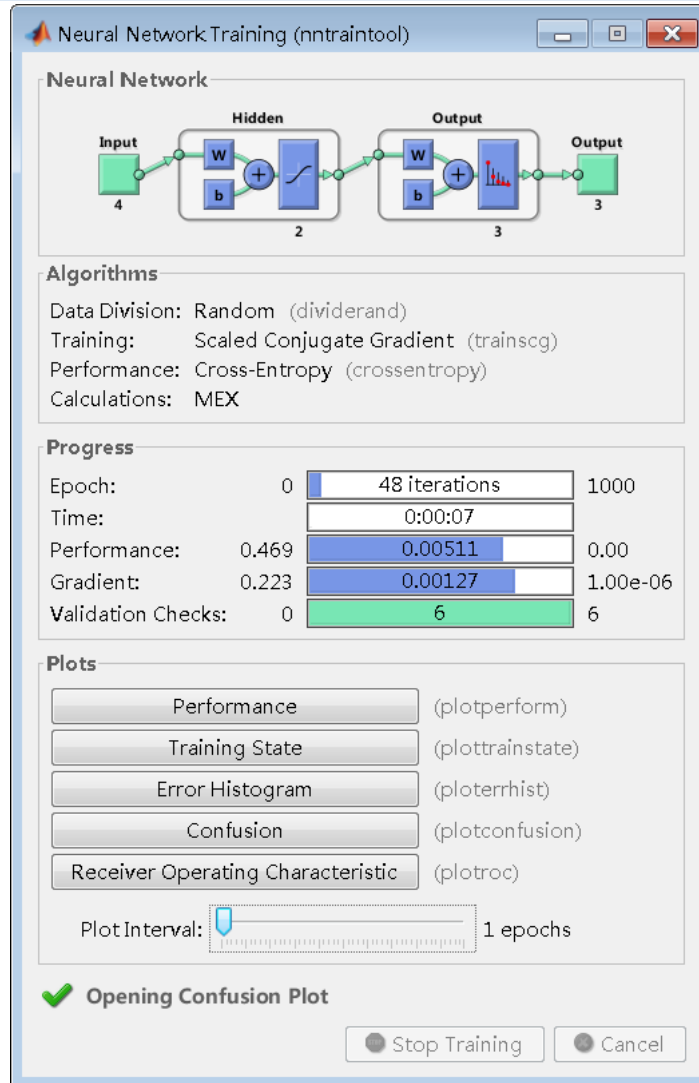 Neural Network Training (nntraintool)
Neural Network
Hidden
Output
Input
W
b
+
W
b
+
Output
4
2
3
3
Algorithms
Data Division: Random (dividerand)
Training: Scaled Conjugate Gradient (trainscg)
Performance: Cross-Entropy (crossentropy)
Calculations: MEX
Progress
Epoch: 0 48 iterations 1000
Time: 0:00:07
Performance: 0.469 0.00511 0.00
Gradient: 0.223 0.00127 1.00e-06
Validation Checks: 0 6 6
Plots
Performance (plotperform)
Training State (plottrainstate)
Error Histogram (ploterrhist)
Confusion (plotconfusion)
Receiver Operating Characteristic (plotroc)
Plot Interval: 1 epochs
Opening Confusion Plot
Stop Training Cancel